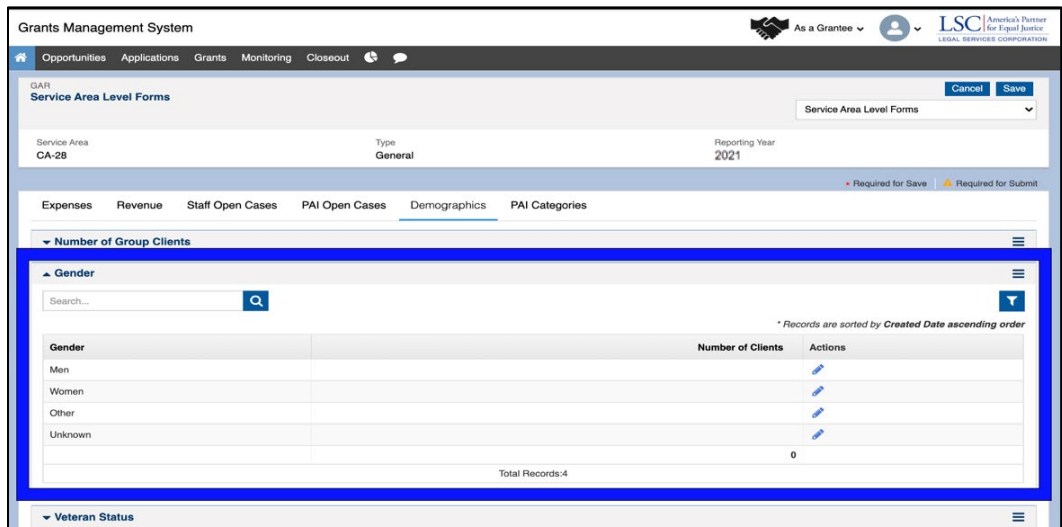 Grants Management System
As a Grantee
LSC America's Partner for Equal Justice
LEGAL SERVICES CORPORATION
Opportunities Applications Grants Monitoring Closeout
GAR
Service Area Level Forms
Cancel Save
Service Area Level Forms
Service Area Type Reporting Year
CA-28 General 2021
* Required for Save Required for Submit
Expenses Revenue Staff Open Cases PAI Open Cases Demographics PAI Categories
Number of Group Clients
Gender
Search...
* Records are sorted by Created Date ascending order
Gender Number of Clients Actions
Men
Women
Other
Unknown
0
Total Records:4
Veteran Status